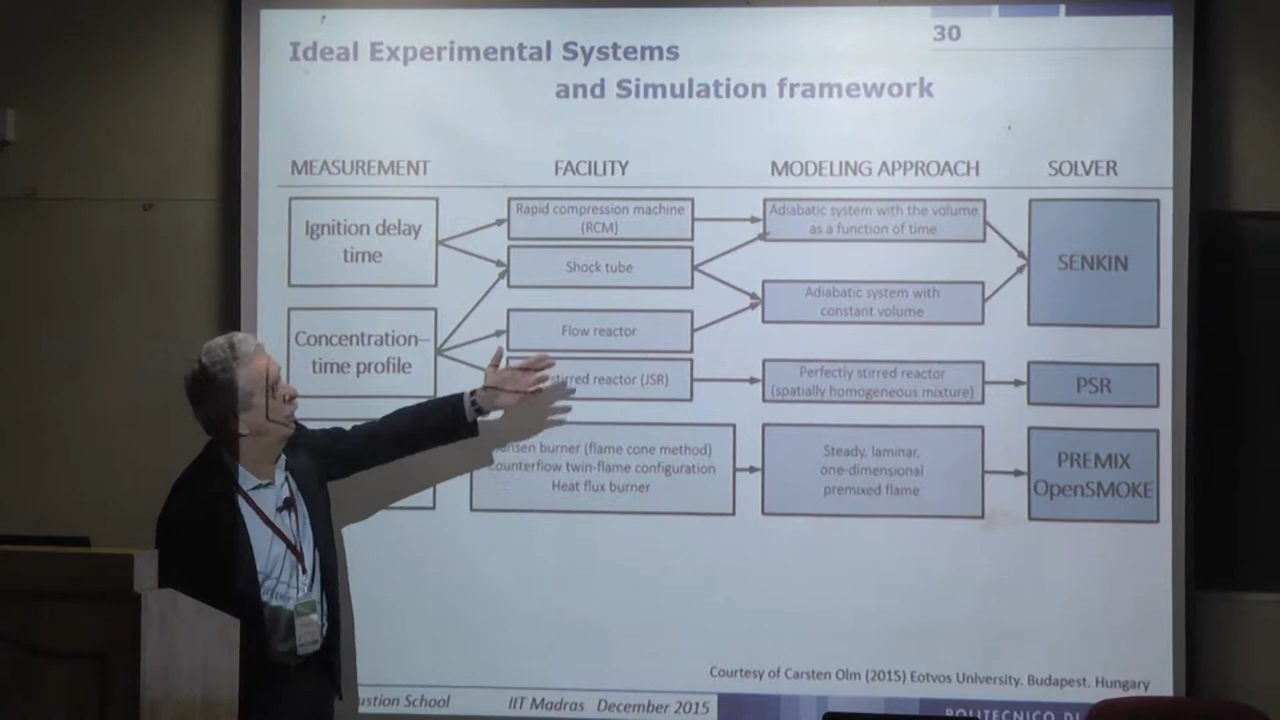 30
Ideal Experimental Systems
and Simulation framework
MEASUREMENT FACILITY MODELING APPROACH SOLVER
Ignition delay
time
Rapid compression machine
(RCM)
Shock tube
Adiabatic system with the volume
as a function of time
SENKIN
Concentration–
time profile
Flow reactor
stirred reactor (JSR)
Adiabatic system with
constant volume
Perfectly stirred reactor
(spatially homogeneous mixture)
PSR
burner (flame cone method)
counterflow twin-flame configuration
Heat flux burner
Steady, laminar,
one-dimensional
premixed flame
PREMIX
OpenSMOKE
Courtesy of Carsten Olm (2015) Eotvos University. Budapest. Hungary
School IIT Madras December 2015
POLITECNICO